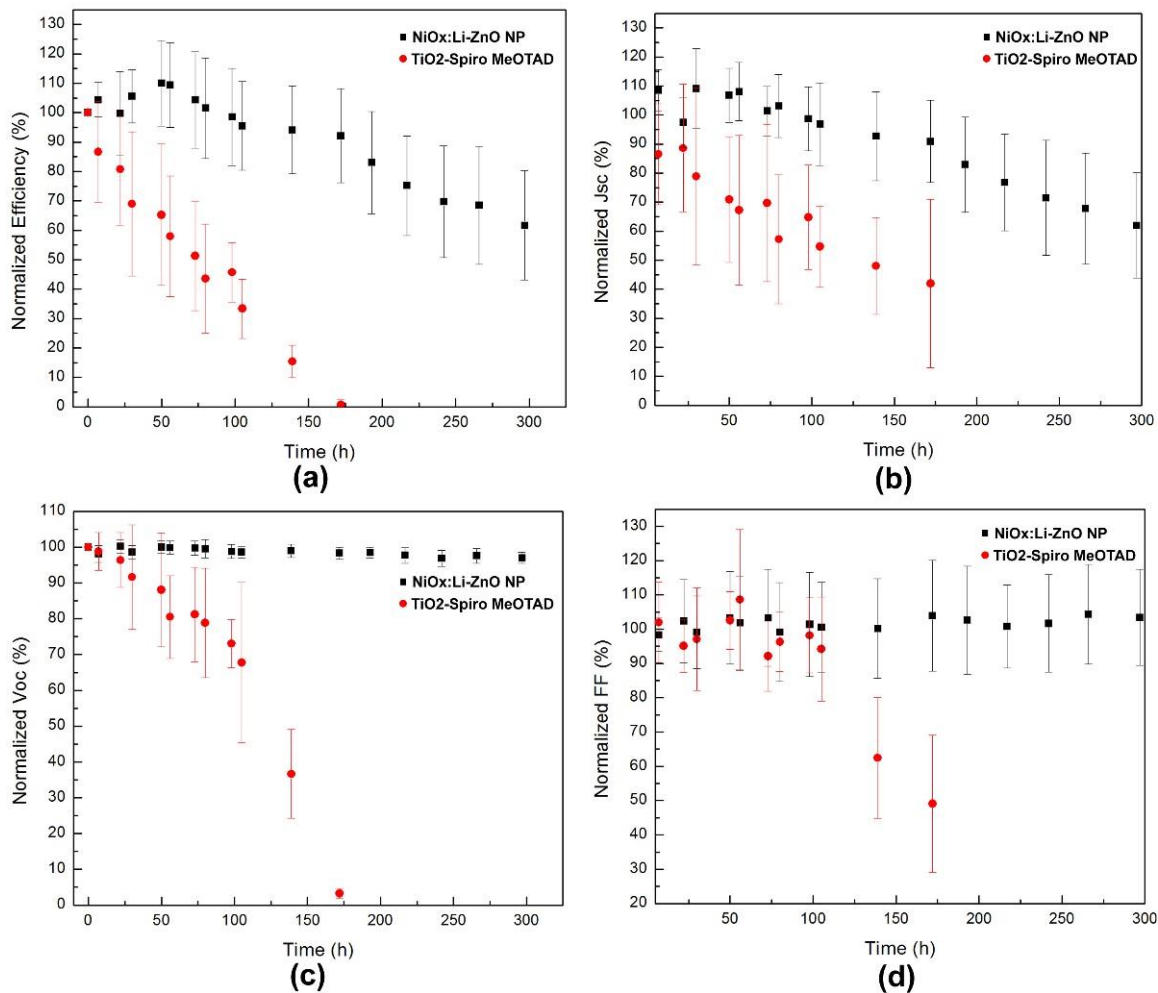 130
120
110
100
90
80
70
60
50
40
30
20
10
0
Normalized Efficiency (%)
NiOx:Li-ZnO NP
TiO2-Spiro MeOTAD
0 50 100 150 200 250 300
Time (h)
(a)
130
120
110
100
90
80
70
60
50
40
30
20
10
0
Normalized Jsc (%)
NiOx:Li-ZnO NP
TiO2-Spiro MeOTAD
50 100 150 200 250 300
Time (h)
(b)
110
100
90
80
70
60
50
40
30
20
10
0
Normalized Voc (%)
NiOx:Li-ZnO NP
TiO2-Spiro MeOTAD
0 50 100 150 200 250 300
Time (h)
(c)
130
120
110
100
90
80
70
60
50
40
30
20
Normalized FF (%)
NiOx:Li-ZnO NP
TiO2-Spiro MeOTAD
50 100 150 200 250 300
Time (h)
(d)